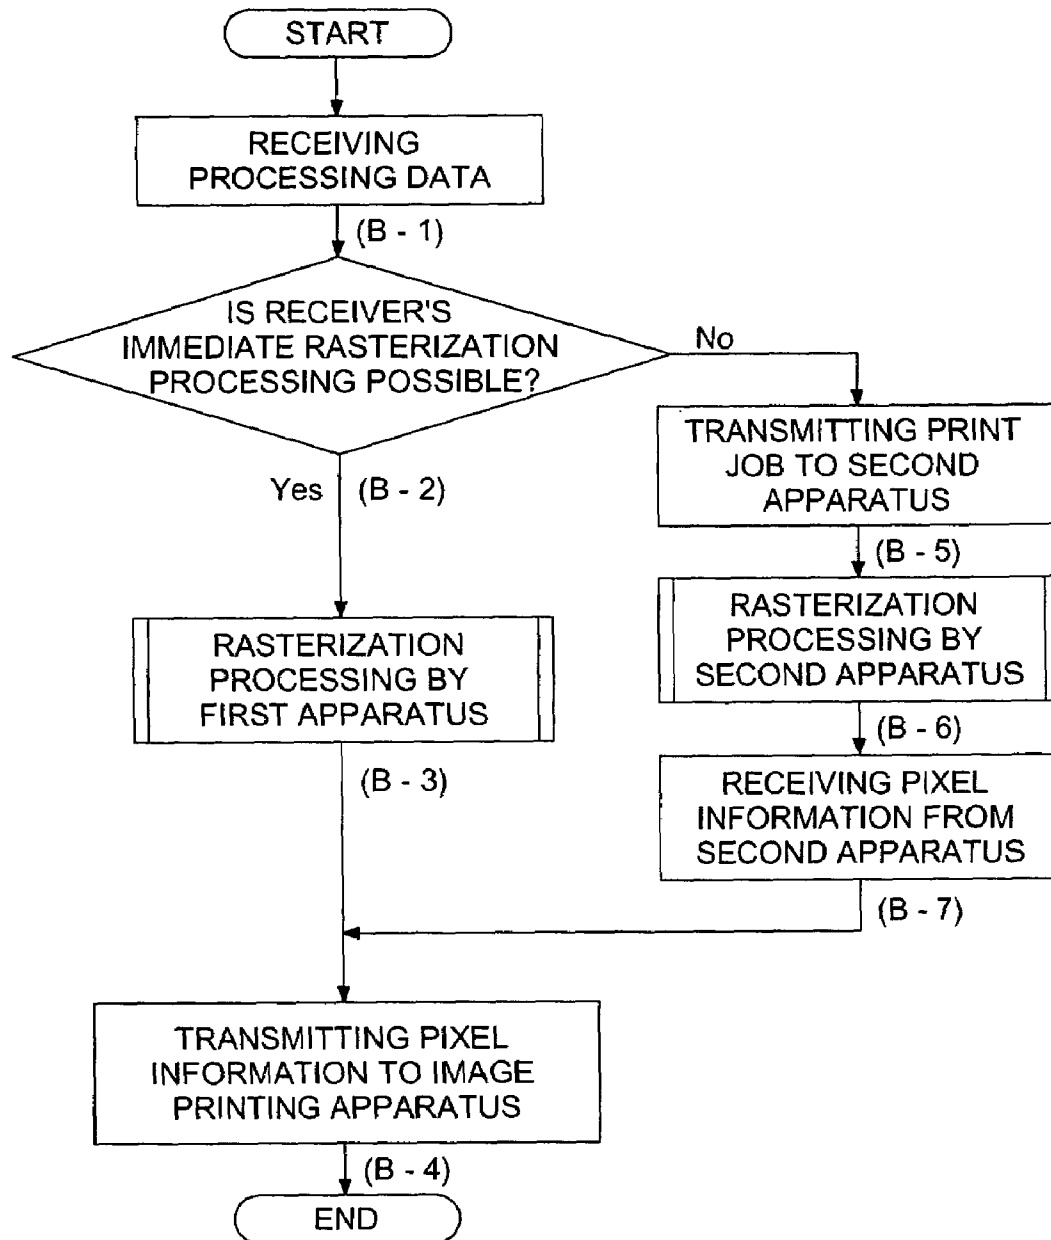 START
RECEIVING
PROCESSING DATA
(B - 1)
IS RECEIVER'S
IMMEDIATE RASTERIZATION
PROCESSING POSSIBLE?
No
Yes
(B - 2)
TRANSMITTING PRINT
JOB TO SECOND
APPARATUS
(B - 5)
RASTERIZATION
PROCESSING BY
SECOND APPARATUS
(B - 6)
RECEIVING PIXEL
INFORMATION FROM
SECOND APPARATUS
(B - 7)
RASTERIZATION
PROCESSING BY
FIRST APPARATUS
(B - 3)
TRANSMITTING PIXEL
INFORMATION TO IMAGE
PRINTING APPARATUS
(B - 4)
END